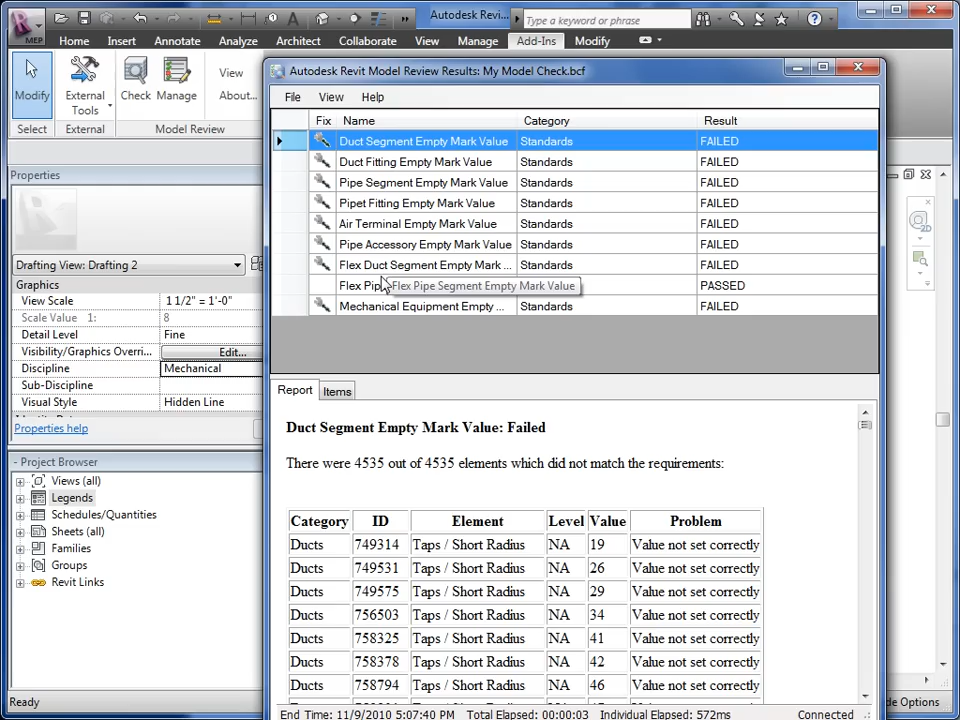 Autodesk Revi...
Type a keyword or phrase
MEP
Home Insert Annotate Analyze Architect Collaborate View Manage Add-Ins Modify
Modify
External
Tools
Check
Manage
View
About...
Select External Model Review
Properties
Drafting View: Drafting 2
Graphics
View Scale 1 1/2" = 1'-0"
Scale Value 1: 8
Detail Level Fine
Visibility/Graphics Overri... Edit...
Discipline Mechanical
Sub-Discipline
Visual Style Hidden Line
Properties help
- Project Browser
Views (all)
Legends
Schedules/Quantities
Sheets (all)
Families
Groups
Revit Links
Ready
Autodesk Revit Model Review Results: My Model Check.bcf
File View Help
Fix Name Category Result
Duct Segment Empty Mark Value Standards FAILED
Duct Fitting Empty Mark Value Standards FAILED
Pipe Segment Empty Mark Value Standards FAILED
Pipet Fitting Empty Mark Value Standards FAILED
Air Terminal Empty Mark Value Standards FAILED
Pipe Accessory Empty Mark Value Standards FAILED
Flex Duct Segment Empty Mark ... Standards FAILED
Flex Pip Flex Pipe Segment Empty Mark Value PASSED
Mechanical Equipment Empty ... Standards FAILED
Report Items
Duct Segment Empty Mark Value: Failed
There were 4535 out of 4535 elements which did not match the requirements:
Category ID Element Level Value Problem
Ducts 749314 Taps / Short Radius NA 19 Value not set correctly
Ducts 749531 Taps / Short Radius NA 26 Value not set correctly
Ducts 749575 Taps / Short Radius NA 29 Value not set correctly
Ducts 756503 Taps / Short Radius NA 34 Value not set correctly
Ducts 758325 Taps / Short Radius NA 41 Value not set correctly
Ducts 758378 Taps / Short Radius NA 42 Value not set correctly
Ducts 758794 Taps / Short Radius NA 46 Value not set correctly
End Time: 11/9/2010 5:07:40 PM Total Elapsed: 00:00:03 Individual Elapsed: 572ms Connected
de Options
2D